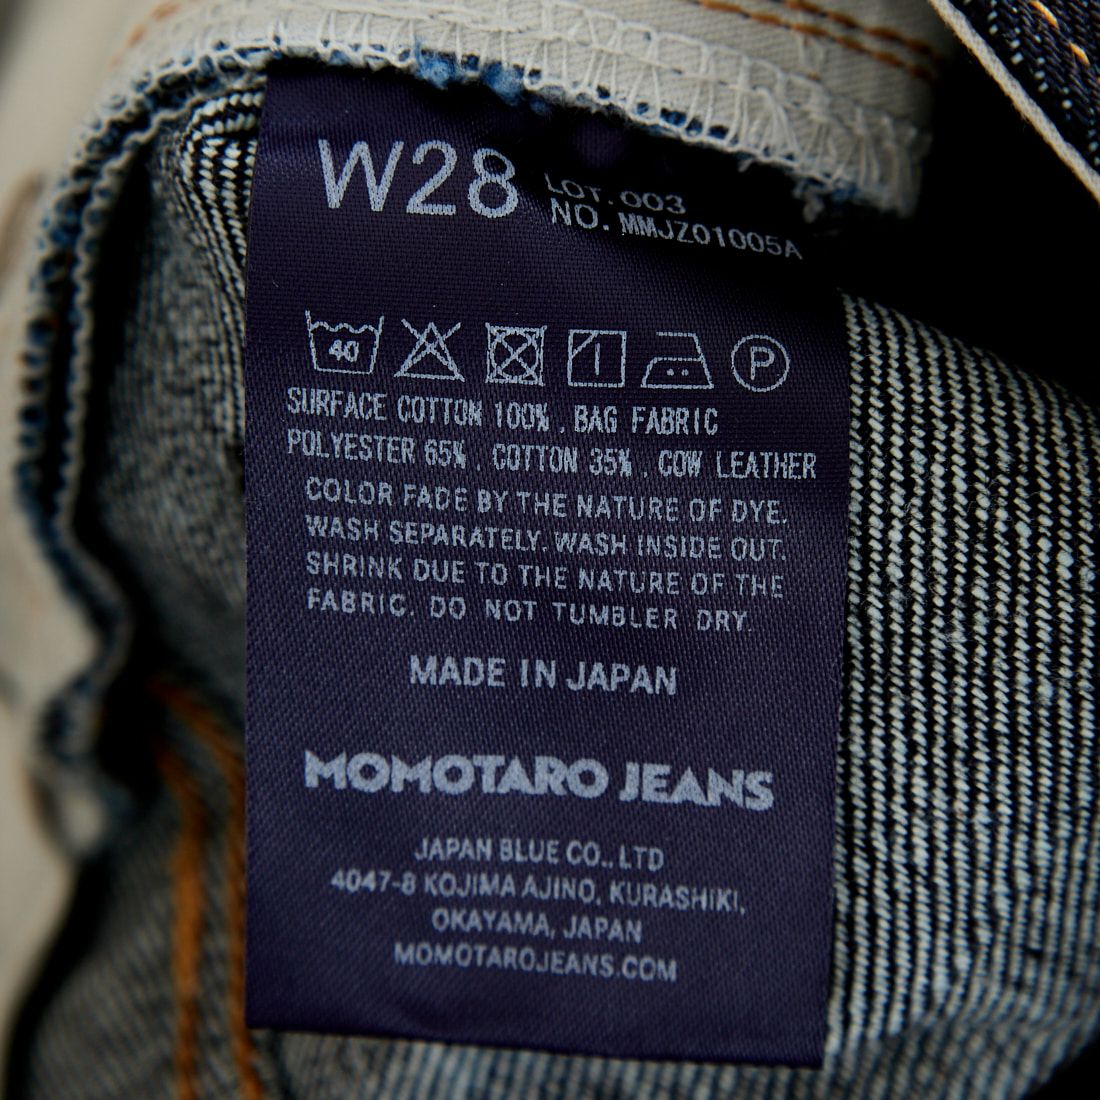 W28
LOT. 003
NO. MMJZ01005A
40
P
SURFACE COTTON 100% . BAG FABRIC
POLYESTER 65% . COTTON 35% . COW LEATHER
COLOR FADE BY THE NATURE OF DYE.
WASH SEPARATELY. WASH INSIDE OUT.
SHRINK DUE TO THE NATURE OF THE
FABRIC. DO NOT TUMBLER DRY.
MADE IN JAPAN
MOMOTARO JEANS
JAPAN BLUE CO., LTD
4047-8 KOJIMA AJINO, KURASHIKI,
OKAYAMA, JAPAN
MOMOTAROJEANS.COM